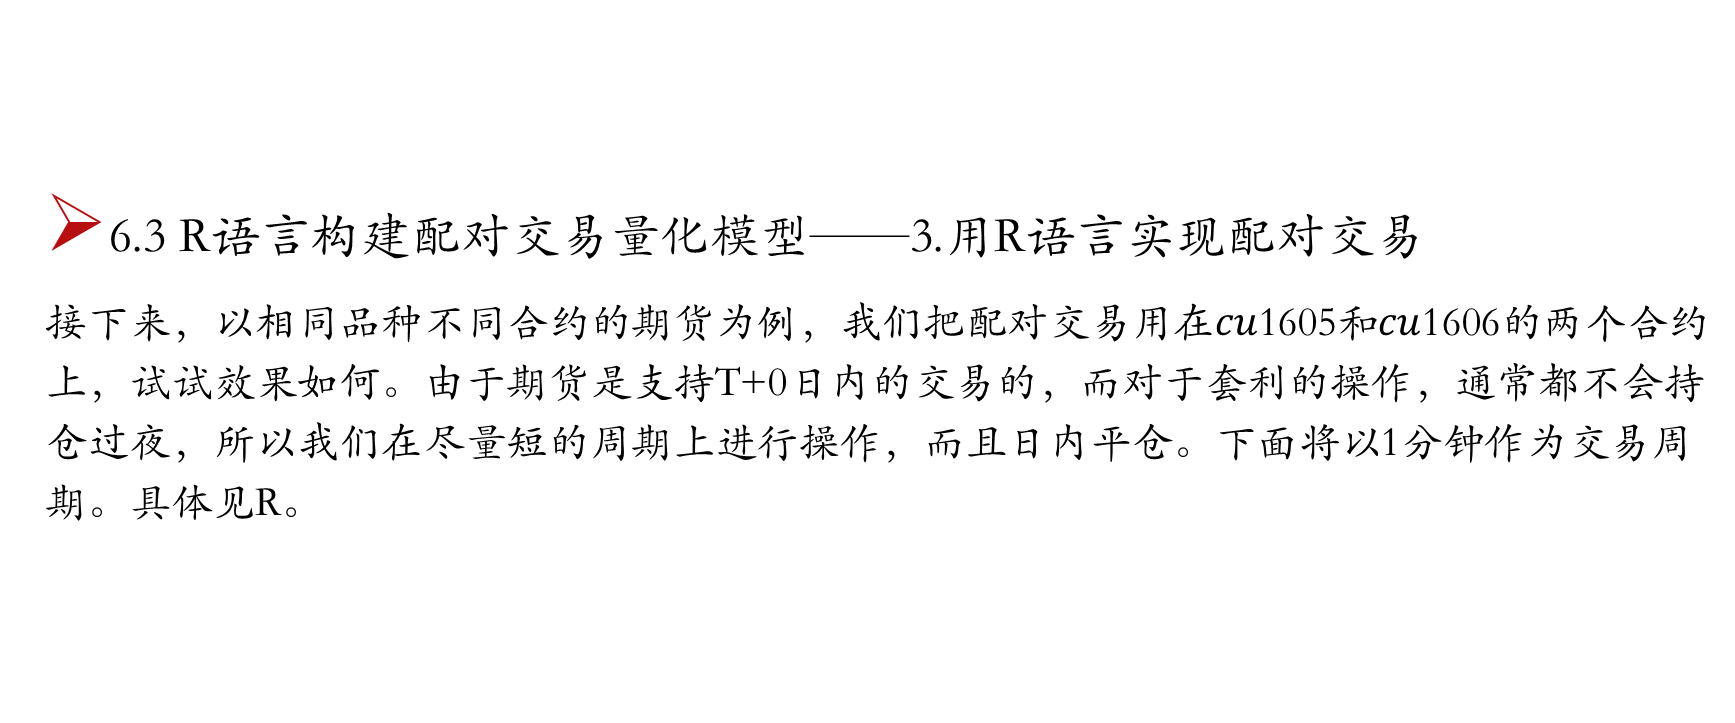 6.3 R语言构建配对交易量化模型——3.用R语言实现配对交易
接下来，以相同品种不同合约的期货为例，我们把配对交易用在cu1605和cu1606的两个合约
上，试试效果如何。由于期货是支持T+0日内的交易的，而对于套利的操作，通常都不会持
仓过夜，所以我们在尽量短的周期上进行操作，而且日内平仓。下面将以1分钟作为交易周
期。具体见R。